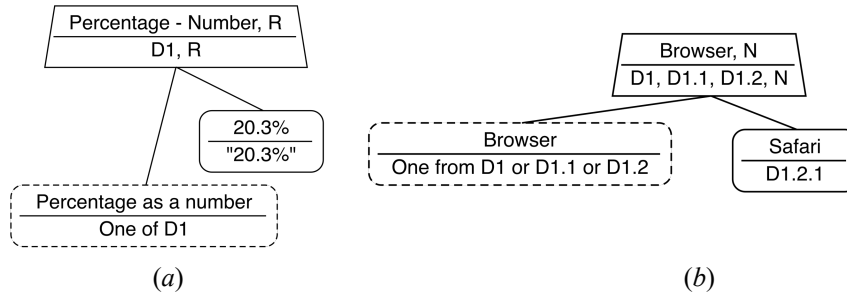 Percentage - Number, R
D1, R
20.3%
"20.3%"
Percentage as a number
One of D1
(a)
Browser, N
D1, D1.1, D1.2, N
Browser
One from D1 or D1.1 or D1.2
Safari
D1.2.1
(b)